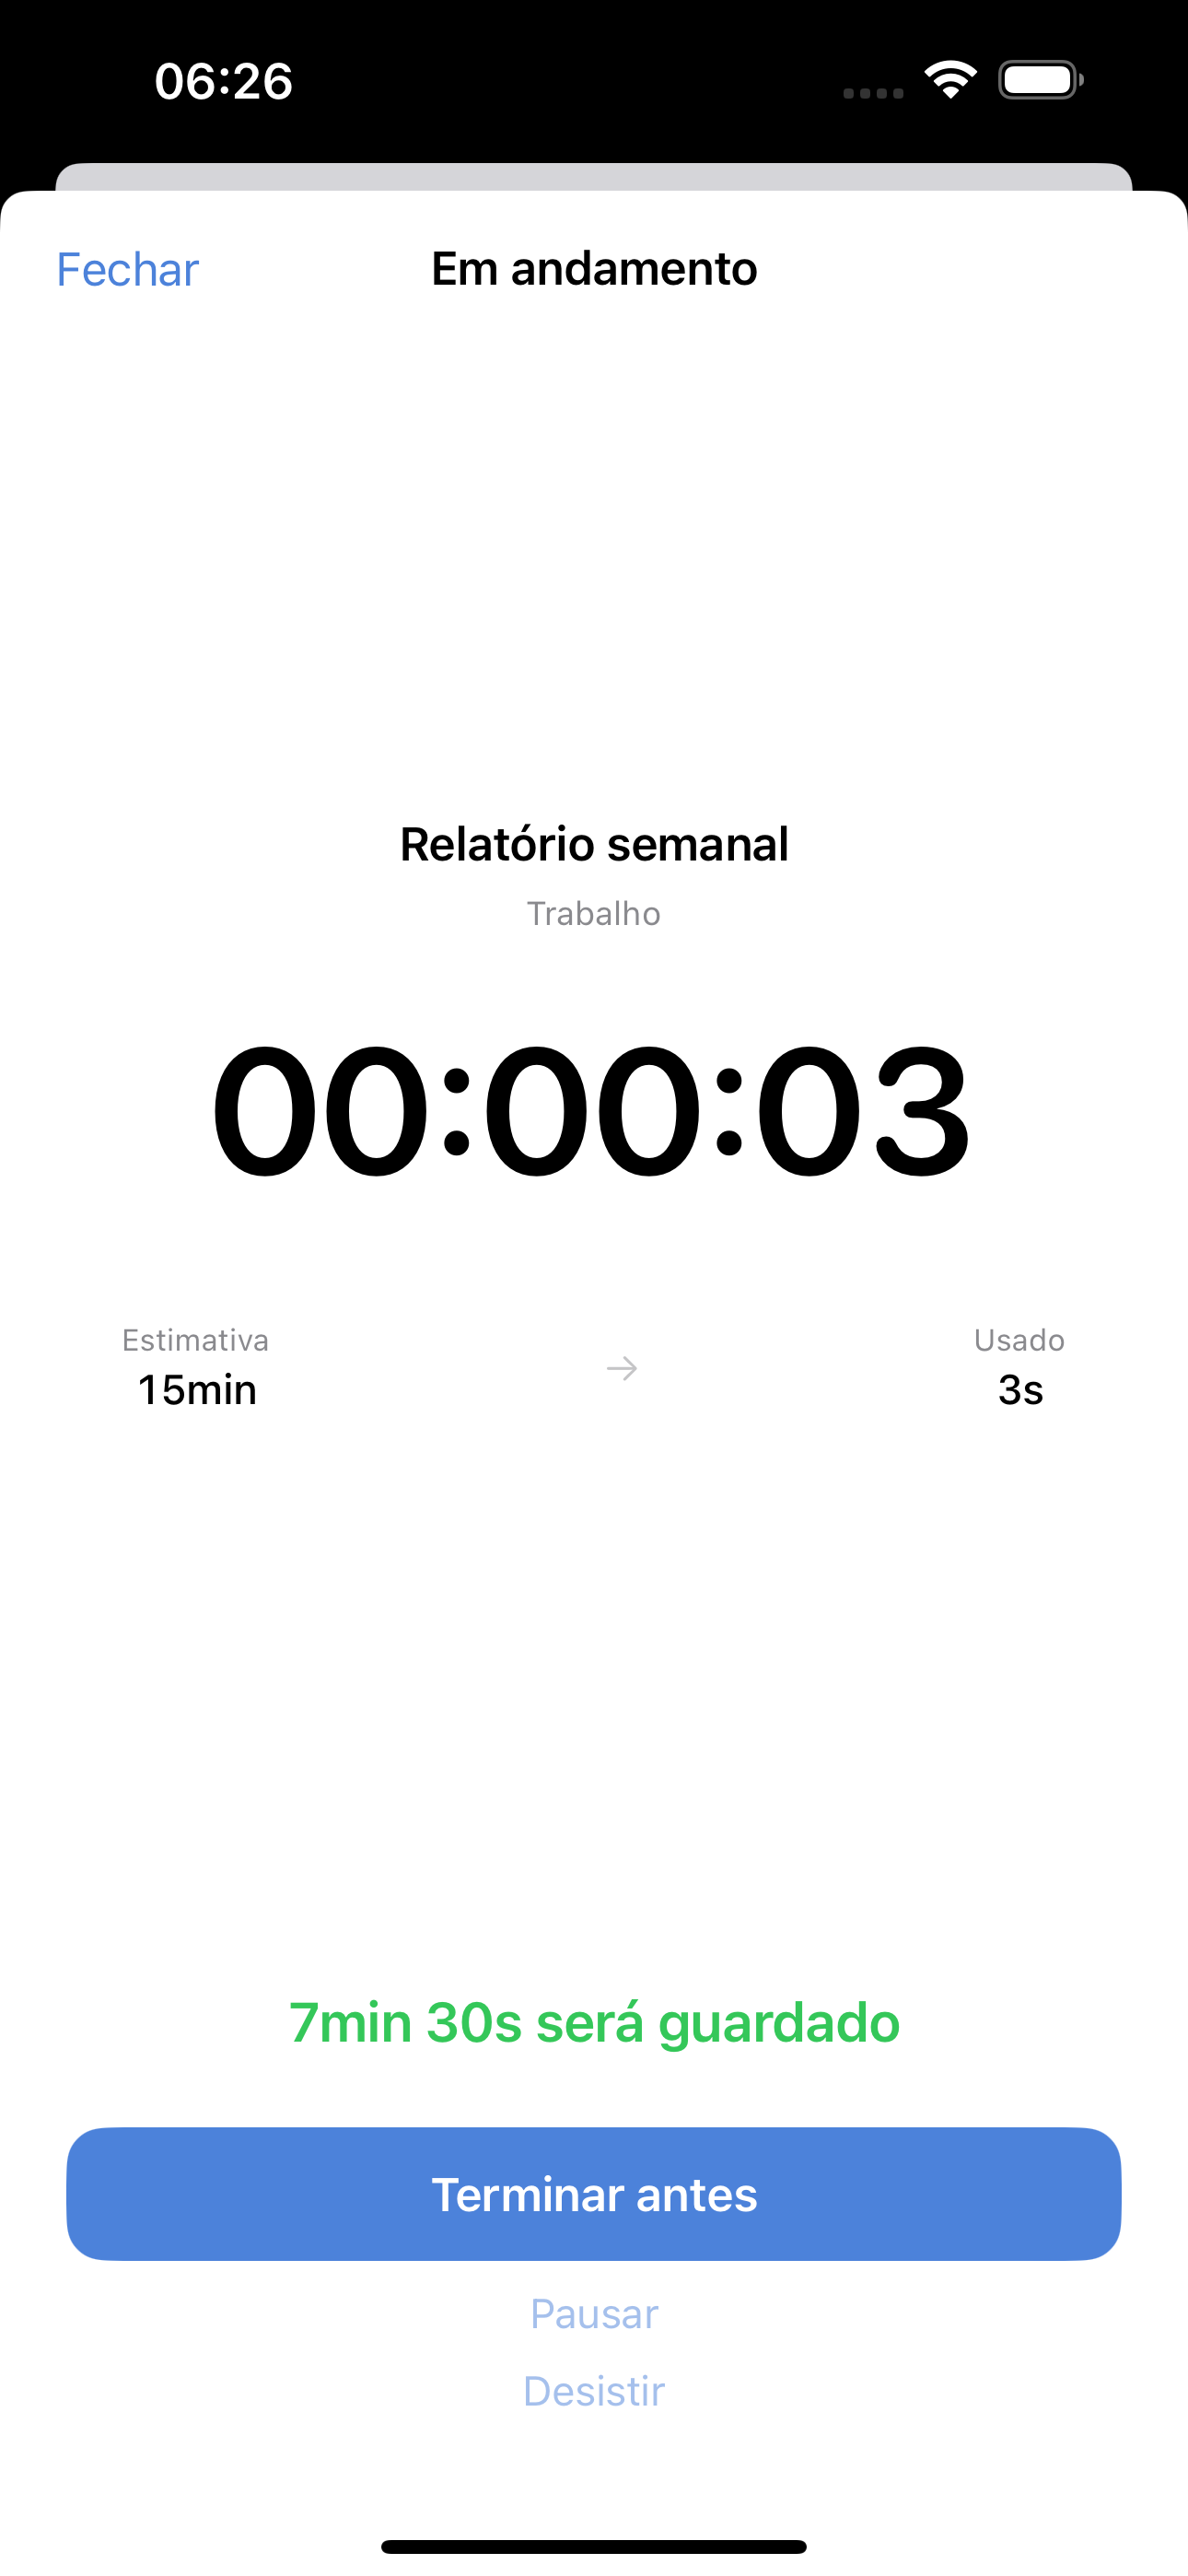 06:26
Fechar
Em andamento
Relatório semanal
Trabalho
00:00:03
Estimativa
Usado
15min
→
3s
7min 30s será guardado
Terminar antes
Pausar
Desistir